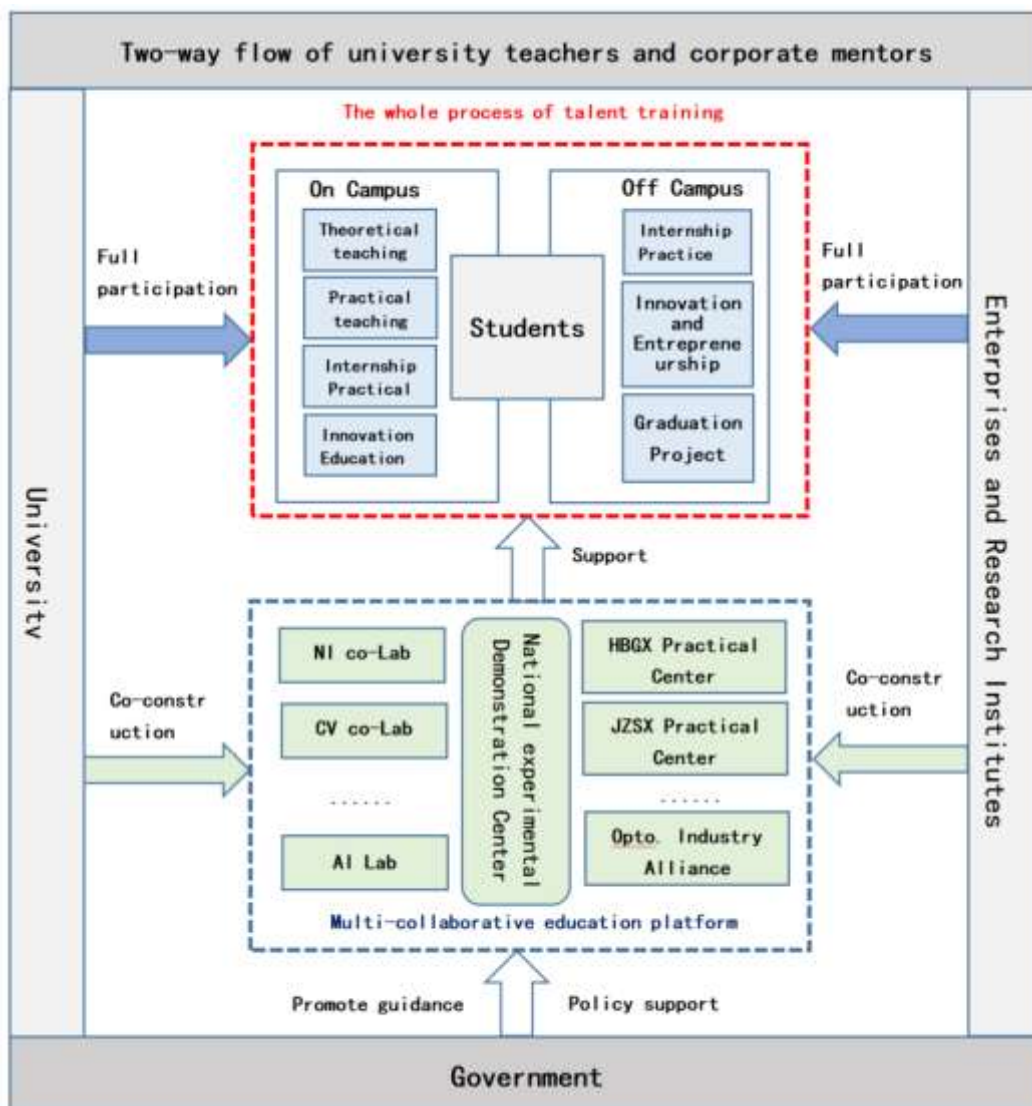 Two-way flow of university teachers and corporate mentors
The whole process of talent training
On Campus
Theoretical
teaching
Practical
teaching
Internship
Practical
Innovation
Education
Students
Off Campus
Internship
Practice
Innovation
and
Entreprene
urship
Graduation
Project
Full
participation
Full
participation
University
Enterprises and Research Institutes
Support
NI co-Lab
CV co-Lab
......
AI Lab
National experimental
Demonstration Center
HBGX Practical
Center
JZSX Practical
Center
......
Opto. Industry
Alliance
Multi-collaborative education platform
Co-constr
uction
Co-constr
uction
Promote guidance
Policy support
Government